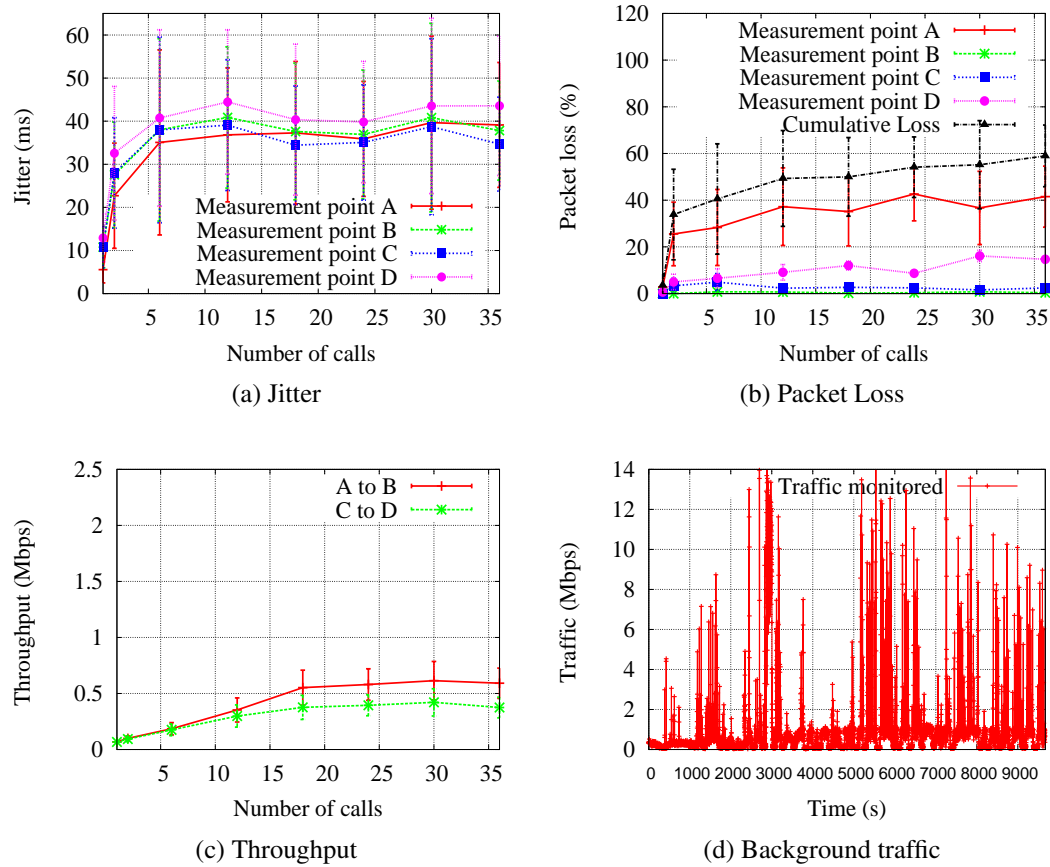 60
50
40
30
20
10
0
Jitter (ms)
Measurement point A
Measurement point B
Measurement point C
Measurement point D
5 10 15 20 25 30 35
Number of calls
(a) Jitter
120
100
80
60
40
20
0
Packet loss (%)
Measurement point A
Measurement point B
Measurement point C
Measurement point D
Cumulative Loss
5 10 15 20 25 30 35
Number of calls
(b) Packet Loss
2.5
2
1.5
1
0.5
0
Throughput (Mbps)
A to B
C to D
5 10 15 20 25 30 35
Number of calls
(c) Throughput
14
12
10
8
6
4
2
0
Traffic (Mbps)
Traffic monitored
0 1000 2000 3000 4000 5000 6000 7000 8000 9000
Time (s)
(d) Background traffic